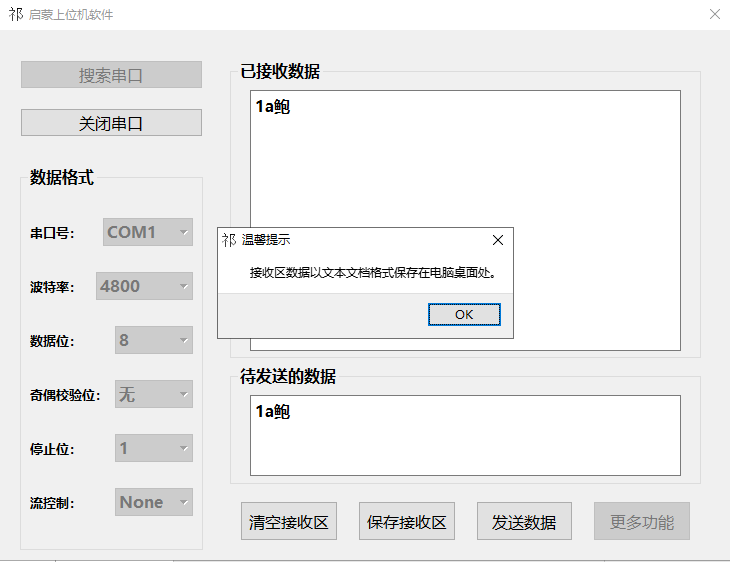 祁 启蒙上位机软件
搜索串口
关闭串口
数据格式
串口号： COM1
波特率： 4800
数据位： 8
奇偶校验位： 无
停止位： 1
流控制： None
已接收数据
1a鲍
祁 温馨提示
接收区数据以文本文档格式保存在电脑桌面处。
OK
待发送的数据
1a鲍
清空接收区 保存接收区 发送数据 更多功能